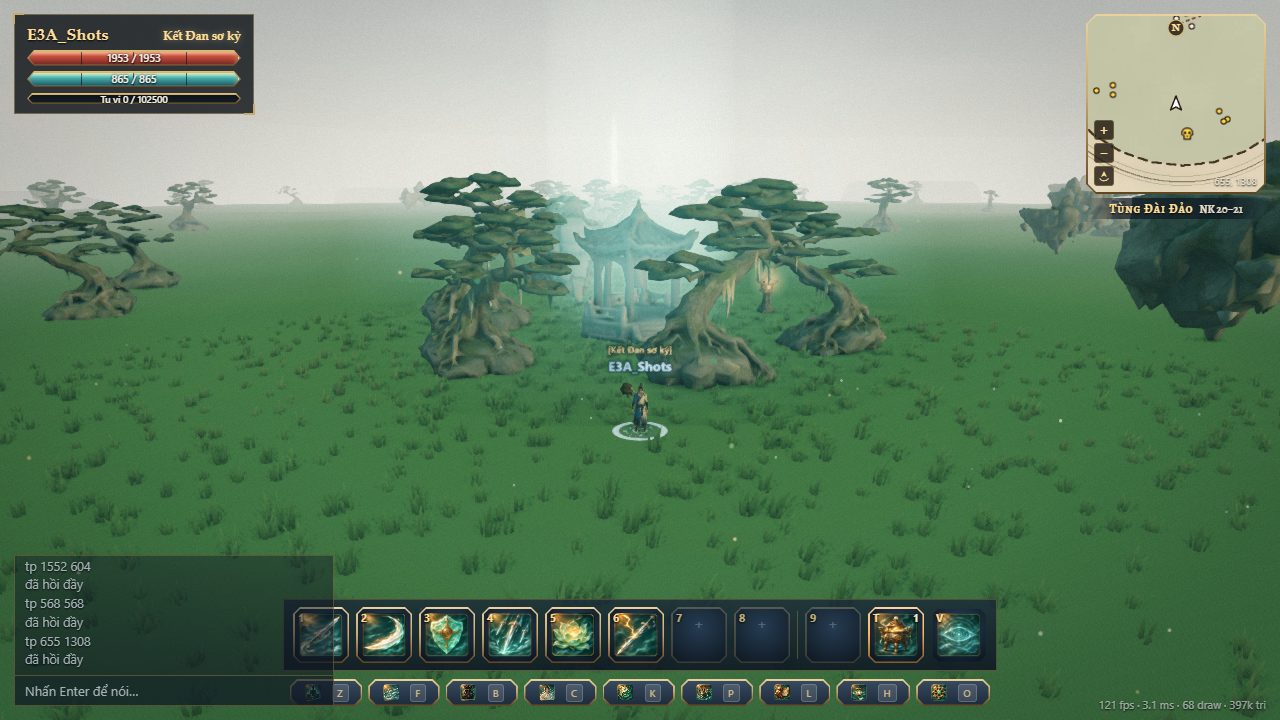 E3A_Shots Kết Đan sơ kỳ
1953 / 1953
865 / 865
Tu vi 0 / 102500
N
+
−
655, 1308
Tùng Đài Đảo NK 20-21
[Kết Đan sơ kỳ]
E3A_Shots
tp 1552 604
đã hồi đầy
tp 568 568
đã hồi đầy
tp 655 1308
đã hồi đầy
Nhấn Enter để nói...
1 2 3 4 5 6 7 8 9 T 1 V
+ + +
Z F B C K P L H O
121 fps · 3.1 ms · 68 draw · 397k tri